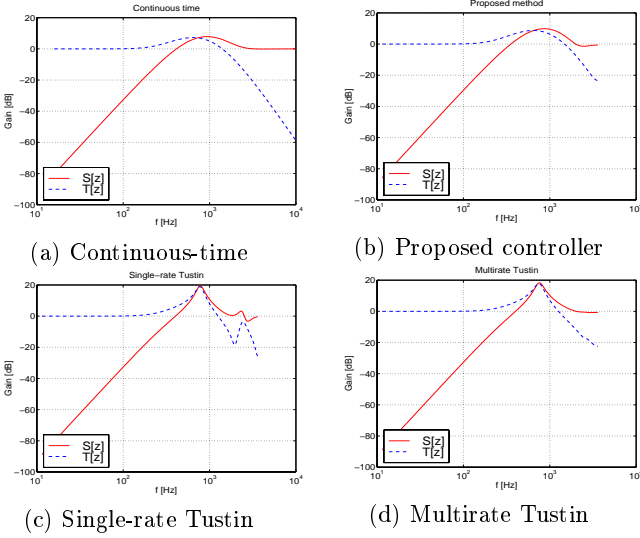 Continuous time
20
0
−20
−40
−60
−80
−100
Gain [dB]
S[z]
T[z]
10^1
10^2
10^3
10^4
f [Hz]
(a) Continuous-time
Proposed method
20
0
−20
−40
−60
−80
−100
Gain [dB]
S[z]
T[z]
10^1
10^2
10^3
10^4
f [Hz]
(b) Proposed controller
Single−rate Tustin
20
0
−20
−40
−60
−80
−100
Gain [dB]
S[z]
T[z]
10^1
10^2
10^3
10^4
f [Hz]
(c) Single-rate Tustin
Multirate Tustin
20
0
−20
−40
−60
−80
−100
Gain [dB]
S[z]
T[z]
10^1
10^2
10^3
10^4
f [Hz]
(d) Multirate Tustin